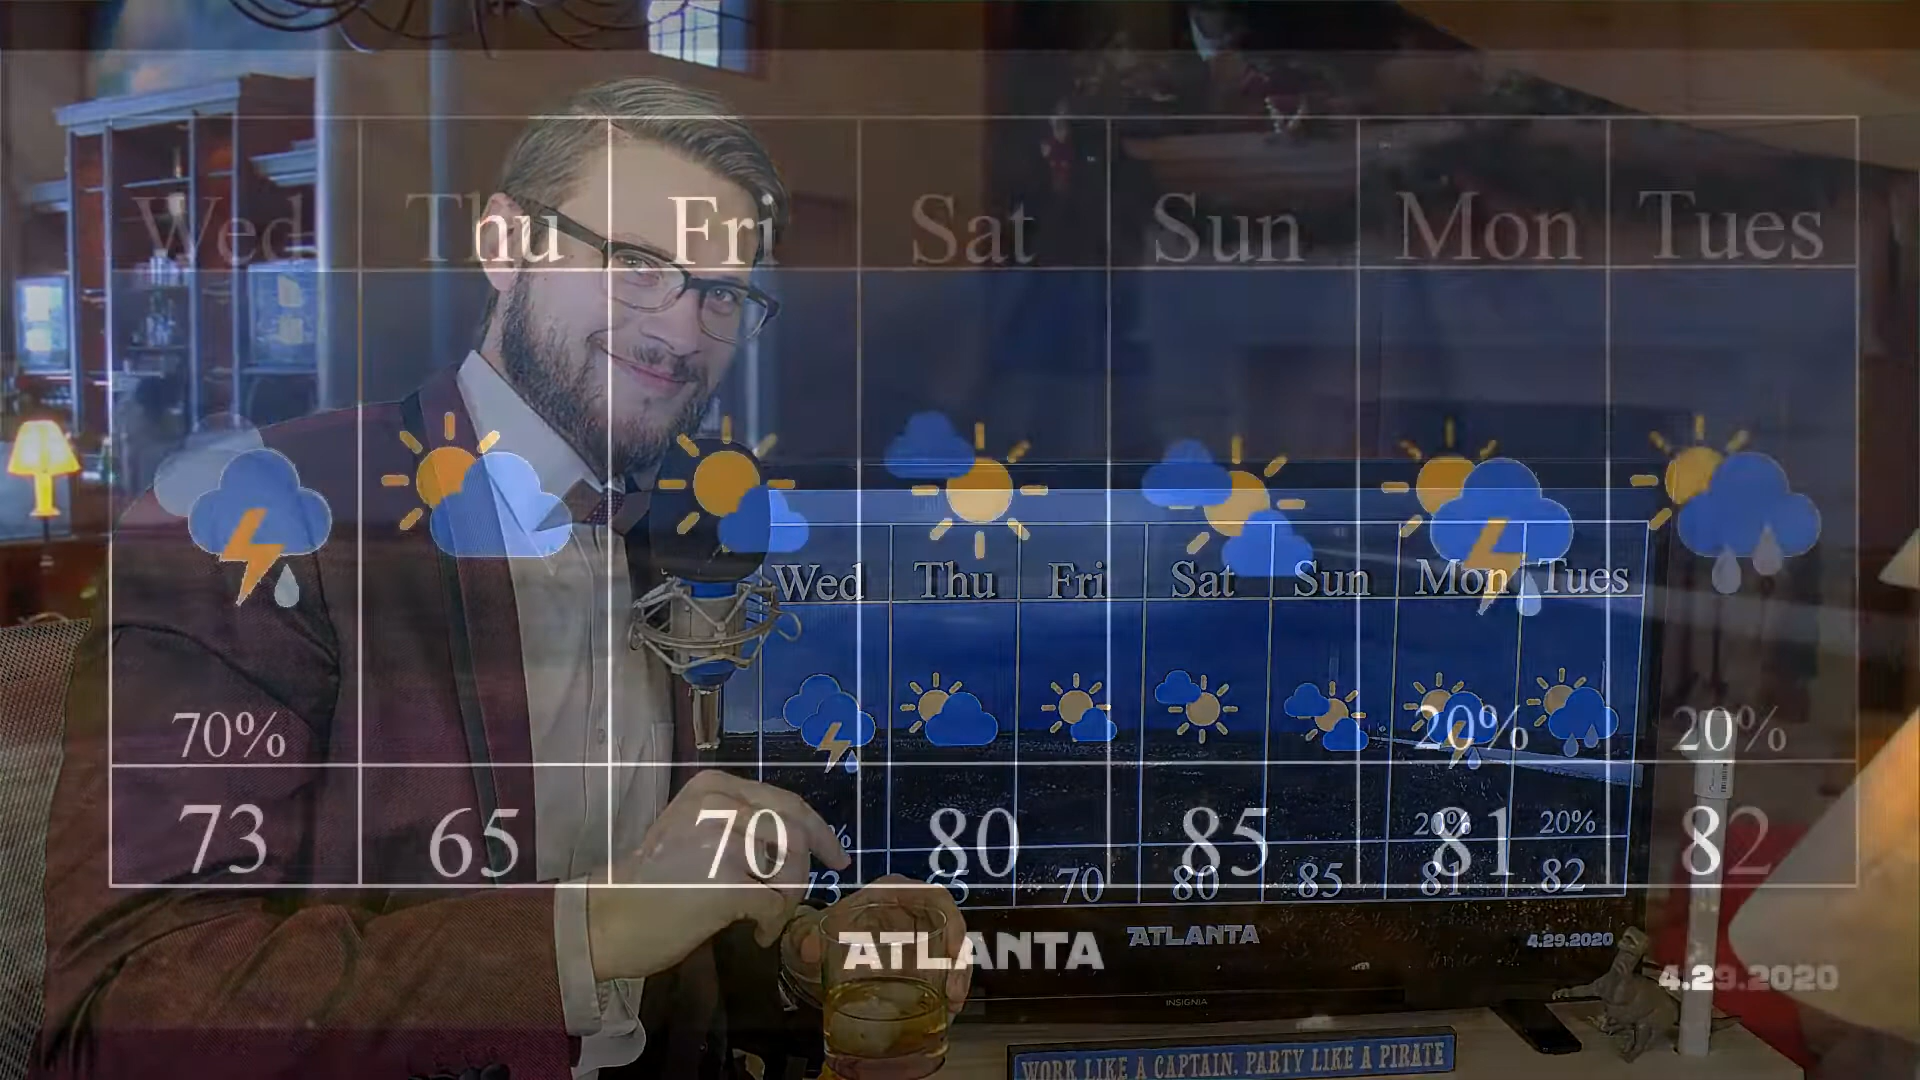 Wed Thu Fri Sat Sun Mon Tues
70% 20% 20%
73 65 70 80 85 81 82
ATLANTA
4.29.2020
Wed Thu Fri Sat Sun Mon Tues
% 20% 20%
73 65 70 80 85 81 82
ATLANTA
4.29.2020
INSIGNIA
WORK LIKE A CAPTAIN. PARTY LIKE A PIRATE